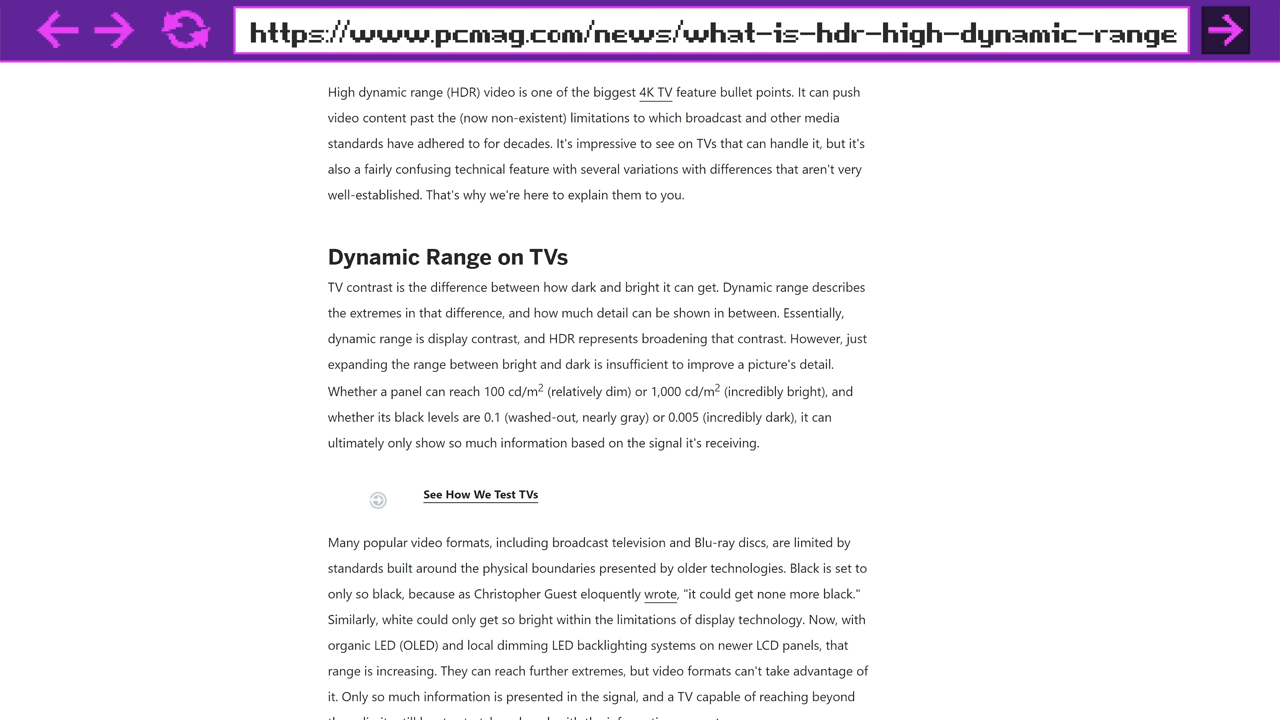 https://www.pcmag.com/news/what-is-hdr-high-dynamic-range
High dynamic range (HDR) video is one of the biggest 4K TV feature bullet points. It can push
video content past the (now non-existent) limitations to which broadcast and other media
standards have adhered to for decades. It's impressive to see on TVs that can handle it, but it's
also a fairly confusing technical feature with several variations with differences that aren't very
well-established. That's why we're here to explain them to you.
Dynamic Range on TVs
TV contrast is the difference between how dark and bright it can get. Dynamic range describes
the extremes in that difference, and how much detail can be shown in between. Essentially,
dynamic range is display contrast, and HDR represents broadening that contrast. However, just
expanding the range between bright and dark is insufficient to improve a picture's detail.
Whether a panel can reach 100 cd/m² (relatively dim) or 1,000 cd/m² (incredibly bright), and
whether its black levels are 0.1 (washed-out, nearly gray) or 0.005 (incredibly dark), it can
ultimately only show so much information based on the signal it's receiving.
See How We Test TVs
Many popular video formats, including broadcast television and Blu-ray discs, are limited by
standards built around the physical boundaries presented by older technologies. Black is set to
only so black, because as Christopher Guest eloquently wrote, "it could get none more black."
Similarly, white could only get so bright within the limitations of display technology. Now, with
organic LED (OLED) and local dimming LED backlighting systems on newer LCD panels, that
range is increasing. They can reach further extremes, but video formats can't take advantage of
it. Only so much information is presented in the signal, and a TV capable of reaching beyond